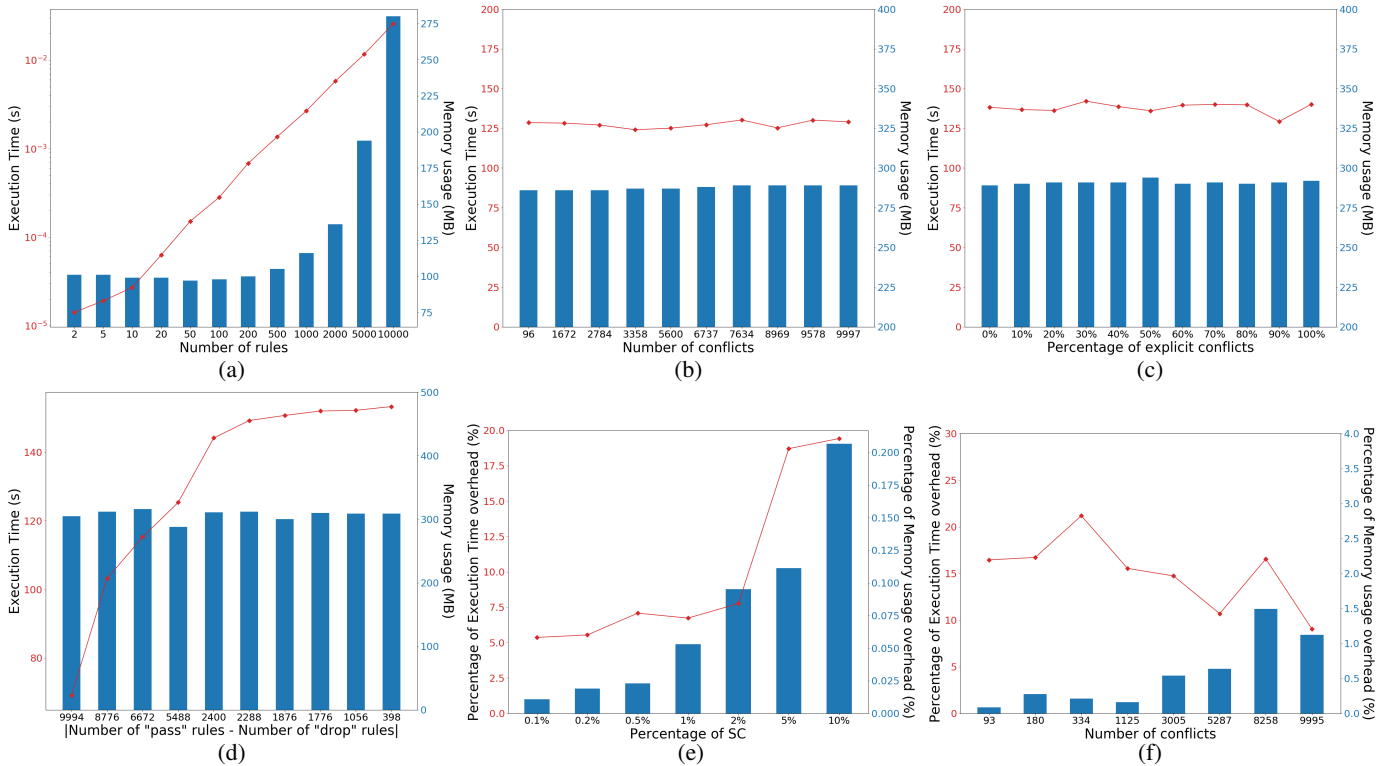 10⁻² 10⁻³ 10⁻⁴ 10⁻⁵
Execution Time (s)
275 250 225 200 175 150 125 100 75
Memory usage (MB)
2 5 10 20 50 100 200 500 1000 2000 5000 10000
Number of rules
(a)
200 175 150 125 100 75 50 25 0
Execution Time (s)
400 375 350 325 300 275 250 225 200
Memory usage (MB)
96 1672 2784 3358 5600 6737 7634 8969 9578 9997
Number of conflicts
(b)
200 175 150 125 100 75 50 25 0
Execution Time (s)
400 375 350 325 300 275 250 225 200
Memory usage (MB)
0% 10% 20% 30% 40% 50% 60% 70% 80% 90% 100%
Percentage of explicit conflicts
(c)
140 120 100 80
Execution Time (s)
500 400 300 200 100 0
Memory usage (MB)
9994 8776 6672 5488 2400 2288 1876 1776 1056 398
|Number of "pass" rules - Number of "drop" rules|
(d)
20.0 17.5 15.0 12.5 10.0 7.5 5.0 2.5 0.0
Percentage of Execution Time overhead (%)
0.200 0.175 0.150 0.125 0.100 0.075 0.050 0.025 0.000
Percentage of Memory usage overhead (%)
0.1% 0.2% 0.5% 1% 2% 5% 10%
Percentage of SC
(e)
30 25 20 15 10 5 0
Percentage of Execution Time overhead (%)
4.0 3.5 3.0 2.5 2.0 1.5 1.0 0.5 0.0
Percentage of Memory usage overhead (%)
93 180 334 1125 3005 5287 8258 9995
Number of conflicts
(f)